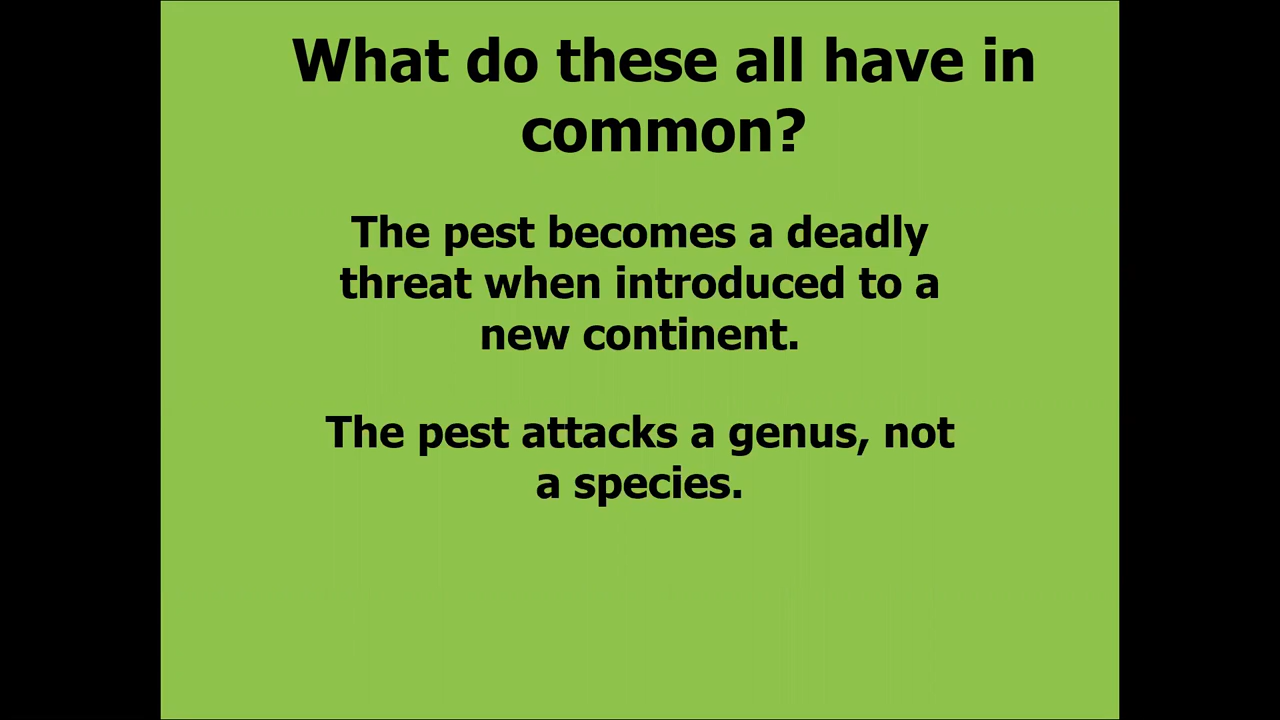 What do these all have in
common?
The pest becomes a deadly
threat when introduced to a
new continent.
The pest attacks a genus, not
a species.